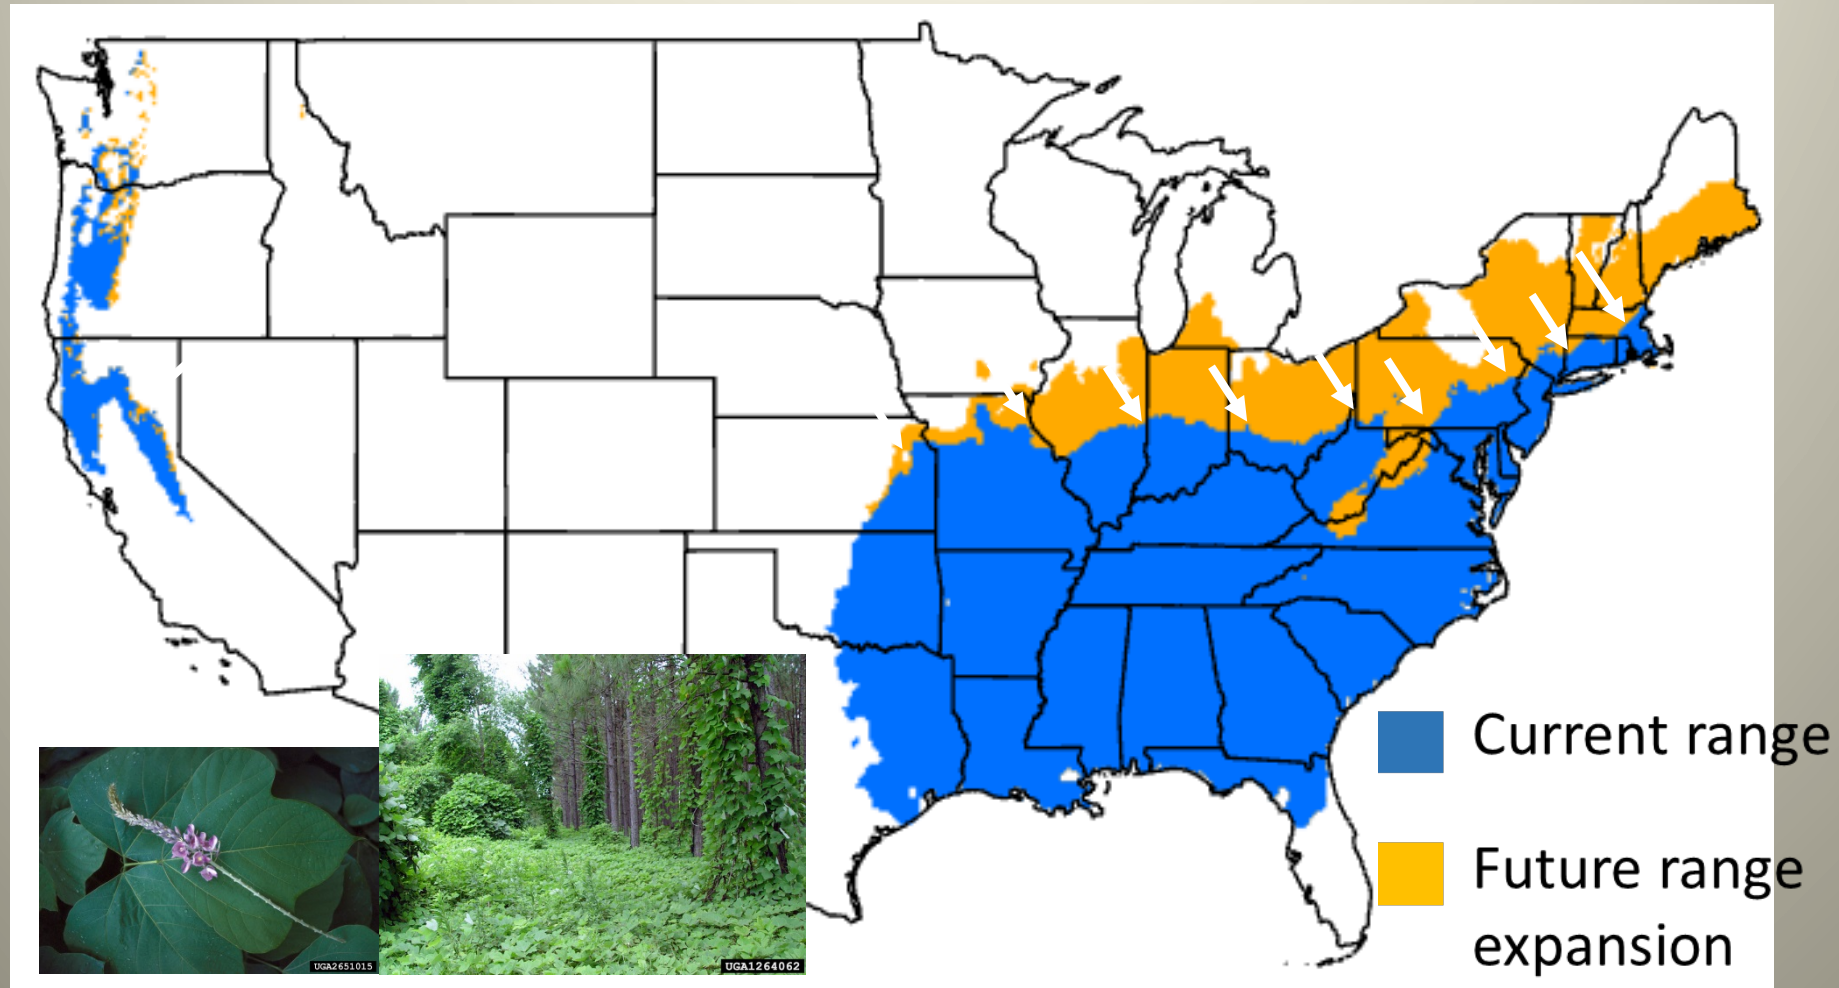 Current range
Future range
expansion
UGA2651015
UGA1264062